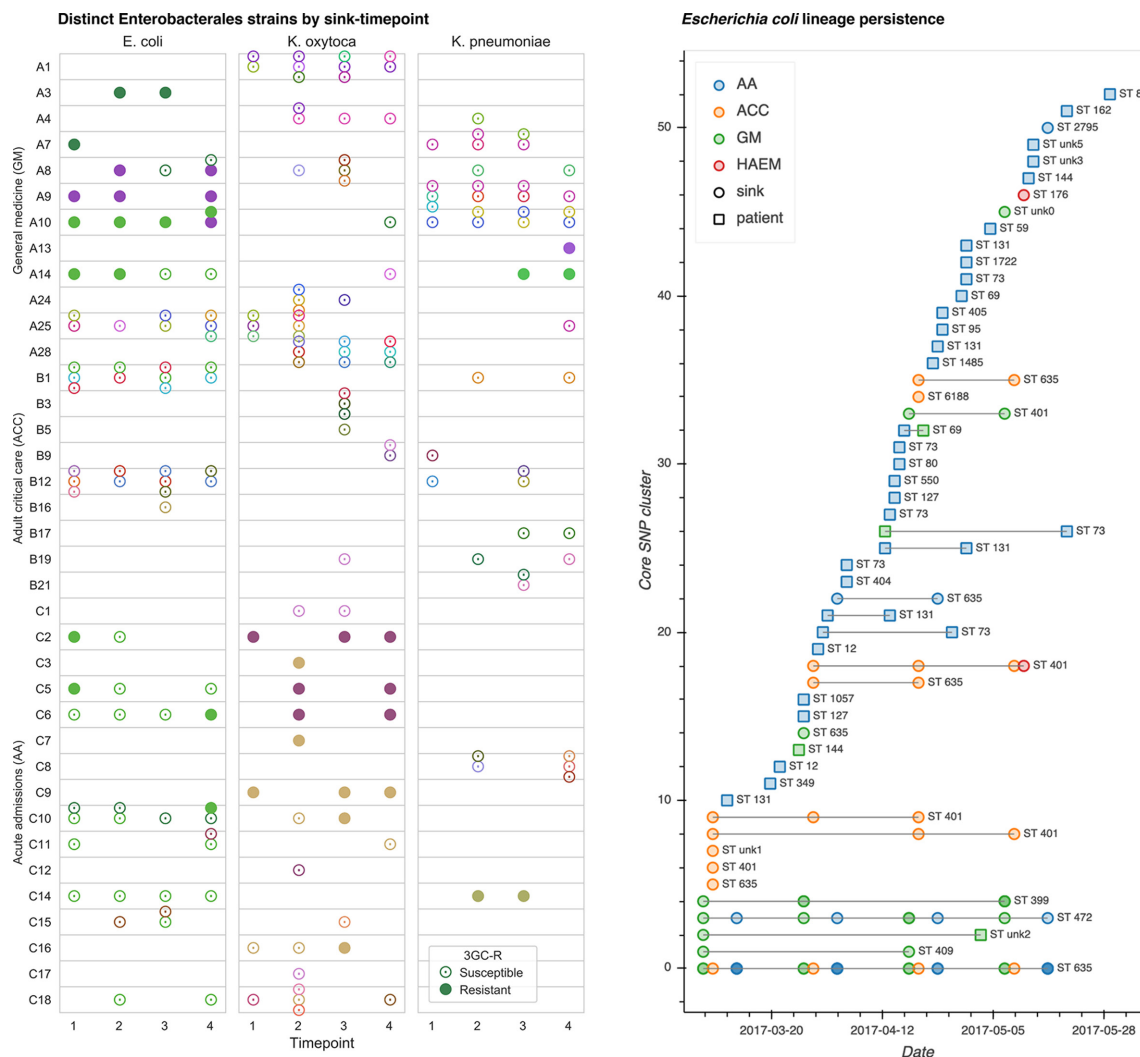 Distinct Enterobacterales strains by sink-timepoint
E. coli
K. oxytoca
K. pneumoniae
General medicine (GM)
Adult critical care (ACC)
Acute admissions (AA)
A1
A3
A4
A7
A8
A9
A10
A13
A14
A24
A25
A28
B1
B3
B5
B9
B12
B16
B17
B19
B21
C1
C2
C3
C5
C6
C7
C8
C9
C10
C11
C12
C14
C15
C16
C17
C18
3GC-R
Susceptible
Resistant
1 2 3 4
1 2 3 4
1 2 3 4
Timepoint
Escherichia coli lineage persistence
AA
ACC
GM
HAEM
sink
patient
Core SNP cluster
50
40
30
20
10
0
ST 8
ST 162
ST 2795
ST unk5
ST unk3
ST 144
ST 176
ST unk0
ST 59
ST 131
ST 1722
ST 73
ST 69
ST 405
ST 95
ST 131
ST 1485
ST 635
ST 6188
ST 401
ST 69
ST 73
ST 80
ST 550
ST 127
ST 73
ST 73
ST 131
ST 73
ST 404
ST 635
ST 131
ST 73
ST 12
ST 401
ST 635
ST 1057
ST 127
ST 635
ST 144
ST 12
ST 349
ST 131
ST 401
ST 401
ST unk1
ST 401
ST 635
ST 399
ST 472
ST unk2
ST 409
ST 635
2017-03-20
2017-04-12
2017-05-05
2017-05-28
Date